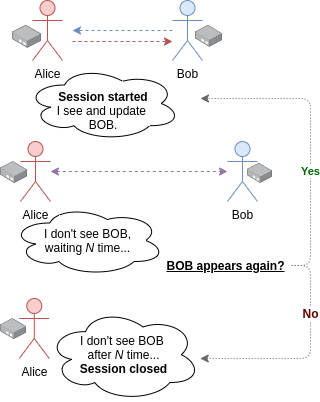 Alice
Bob
Session started
I see and update
BOB.
Yes
Alice
Bob
I don't see BOB,
waiting N time...
BOB appears again?
No
I don't see BOB
after N time...
Session closed
Alice